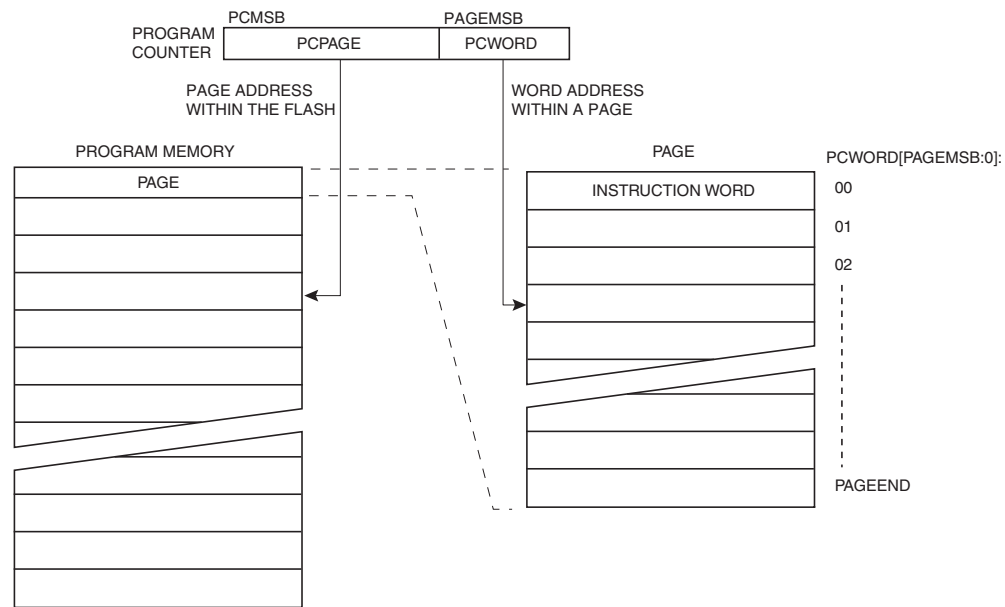 PCMSB PAGEMSB
PROGRAM
COUNTER
PCPAGE PCWORD
PAGE ADDRESS
WITHIN THE FLASH
WORD ADDRESS
WITHIN A PAGE
PROGRAM MEMORY
PAGE
PAGE
PCWORD[PAGEMSB:0]:
INSTRUCTION WORD
00
01
02
PAGEEND